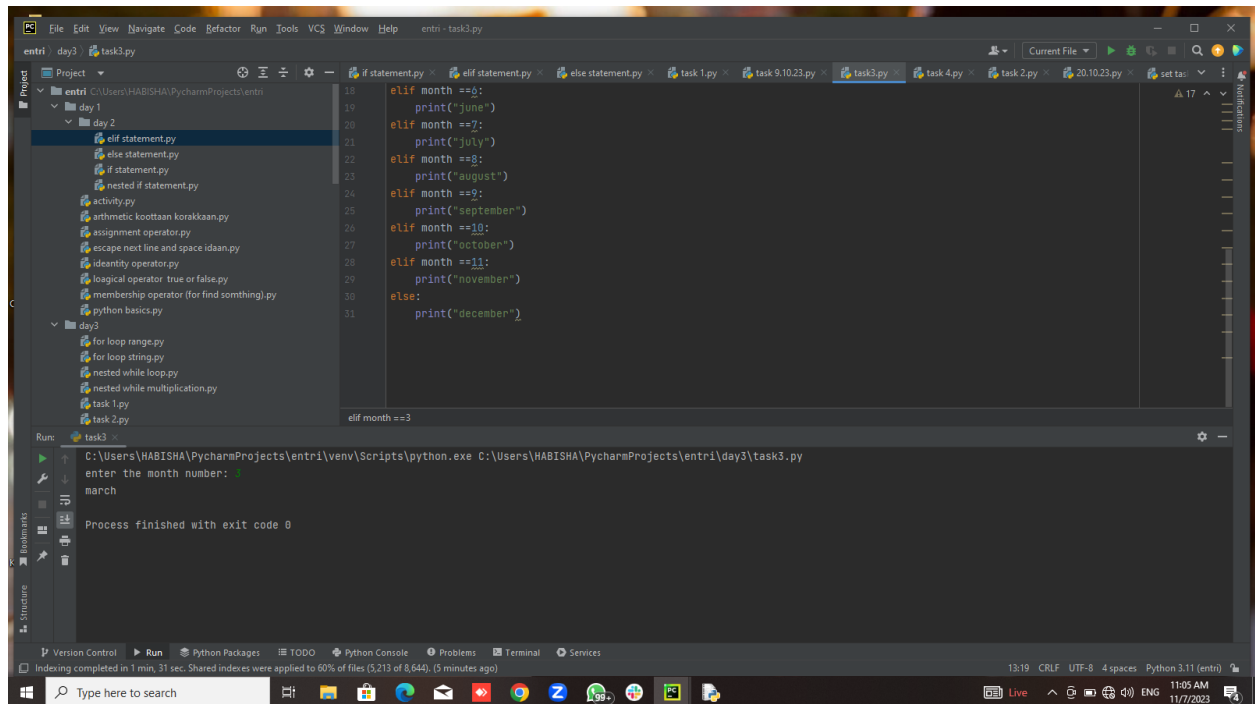 File Edit View Navigate Code Refactor Run Tools VCS Window Help entri - task3.py
entri day3 task3.py Current File
Project if statement.py elif statement.py else statement.py task 1.py task 9.10.23.py task3.py task 4.py task 2.py 20.10.23.py set tas
Project
Notifications
entri C:\Users\HABISHA\PycharmProjects\entri
day 1
day 2
elif statement.py
else statement.py
if statement.py
nested if statement.py
activity.py
arthmetic koottaan korakkaan.py
assignment operator.py
escape next line and space idaan.py
ideantity operator.py
loagical operator true or false.py
membership operator (for find somthing).py
python basics.py
day3
for loop range.py
for loop string.py
nested while loop.py
nested while multiplication.py
task 1.py
task 2.py
17
18 elif month ==6:
19     print("june")
20 elif month ==7:
21     print("july")
22 elif month ==8:
23     print("august")
24 elif month ==9:
25     print("september")
26 elif month ==10:
27     print("october")
28 elif month ==11:
29     print("november")
30 else:
31     print("december")
elif month ==3
Run: task3
C:\Users\HABISHA\PycharmProjects\entri\venv\Scripts\python.exe C:\Users\HABISHA\PycharmProjects\entri\day3\task3.py
enter the month number: 3
march
Process finished with exit code 0
Bookmarks
Structure
Version Control Run Python Packages TODO Python Console Problems Terminal Services
Indexing completed in 1 min, 31 sec. Shared indexes were applied to 60% of files (5,213 of 8,644). (5 minutes ago) 13:19 CRLF UTF-8 4 spaces Python 3.11 (entri)
Type here to search Z 99+ PC Live ENG 11:05 AM
11/7/2023 4